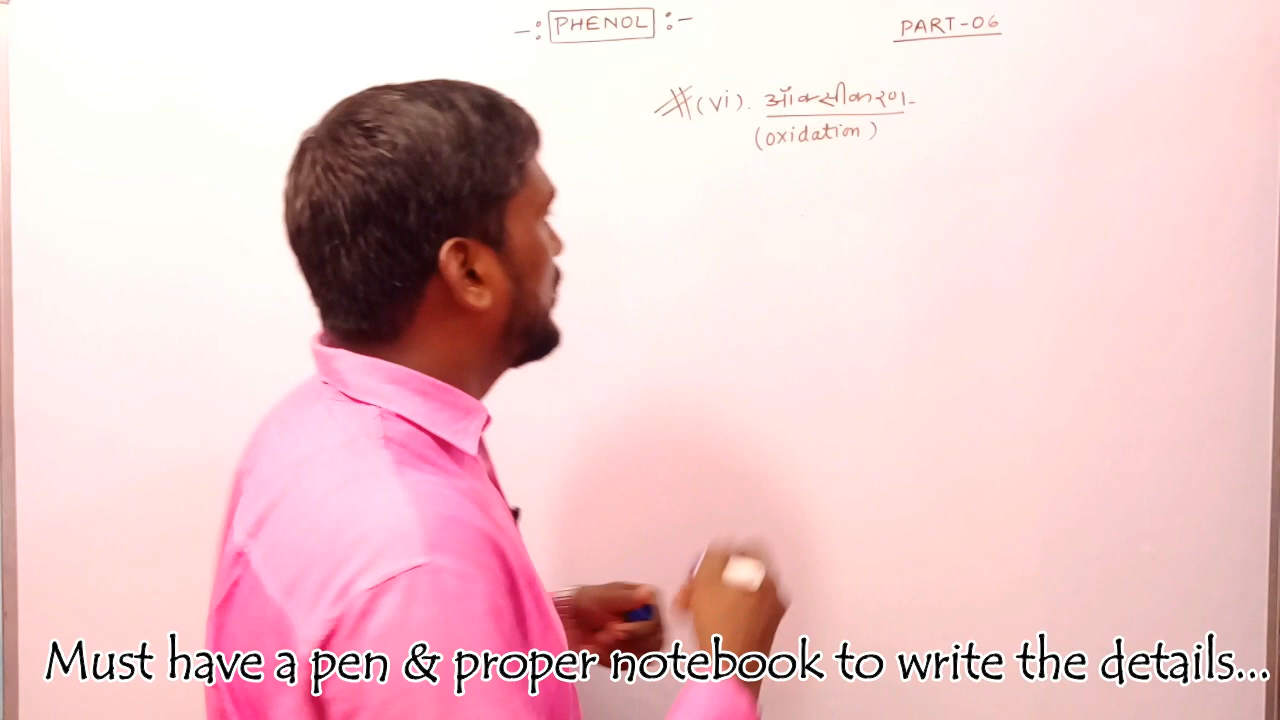 -: PHENOL :-
PART-06
# (vi). ऑक्सीकरण-
(oxidation)
Must have a pen & proper notebook to write the details...